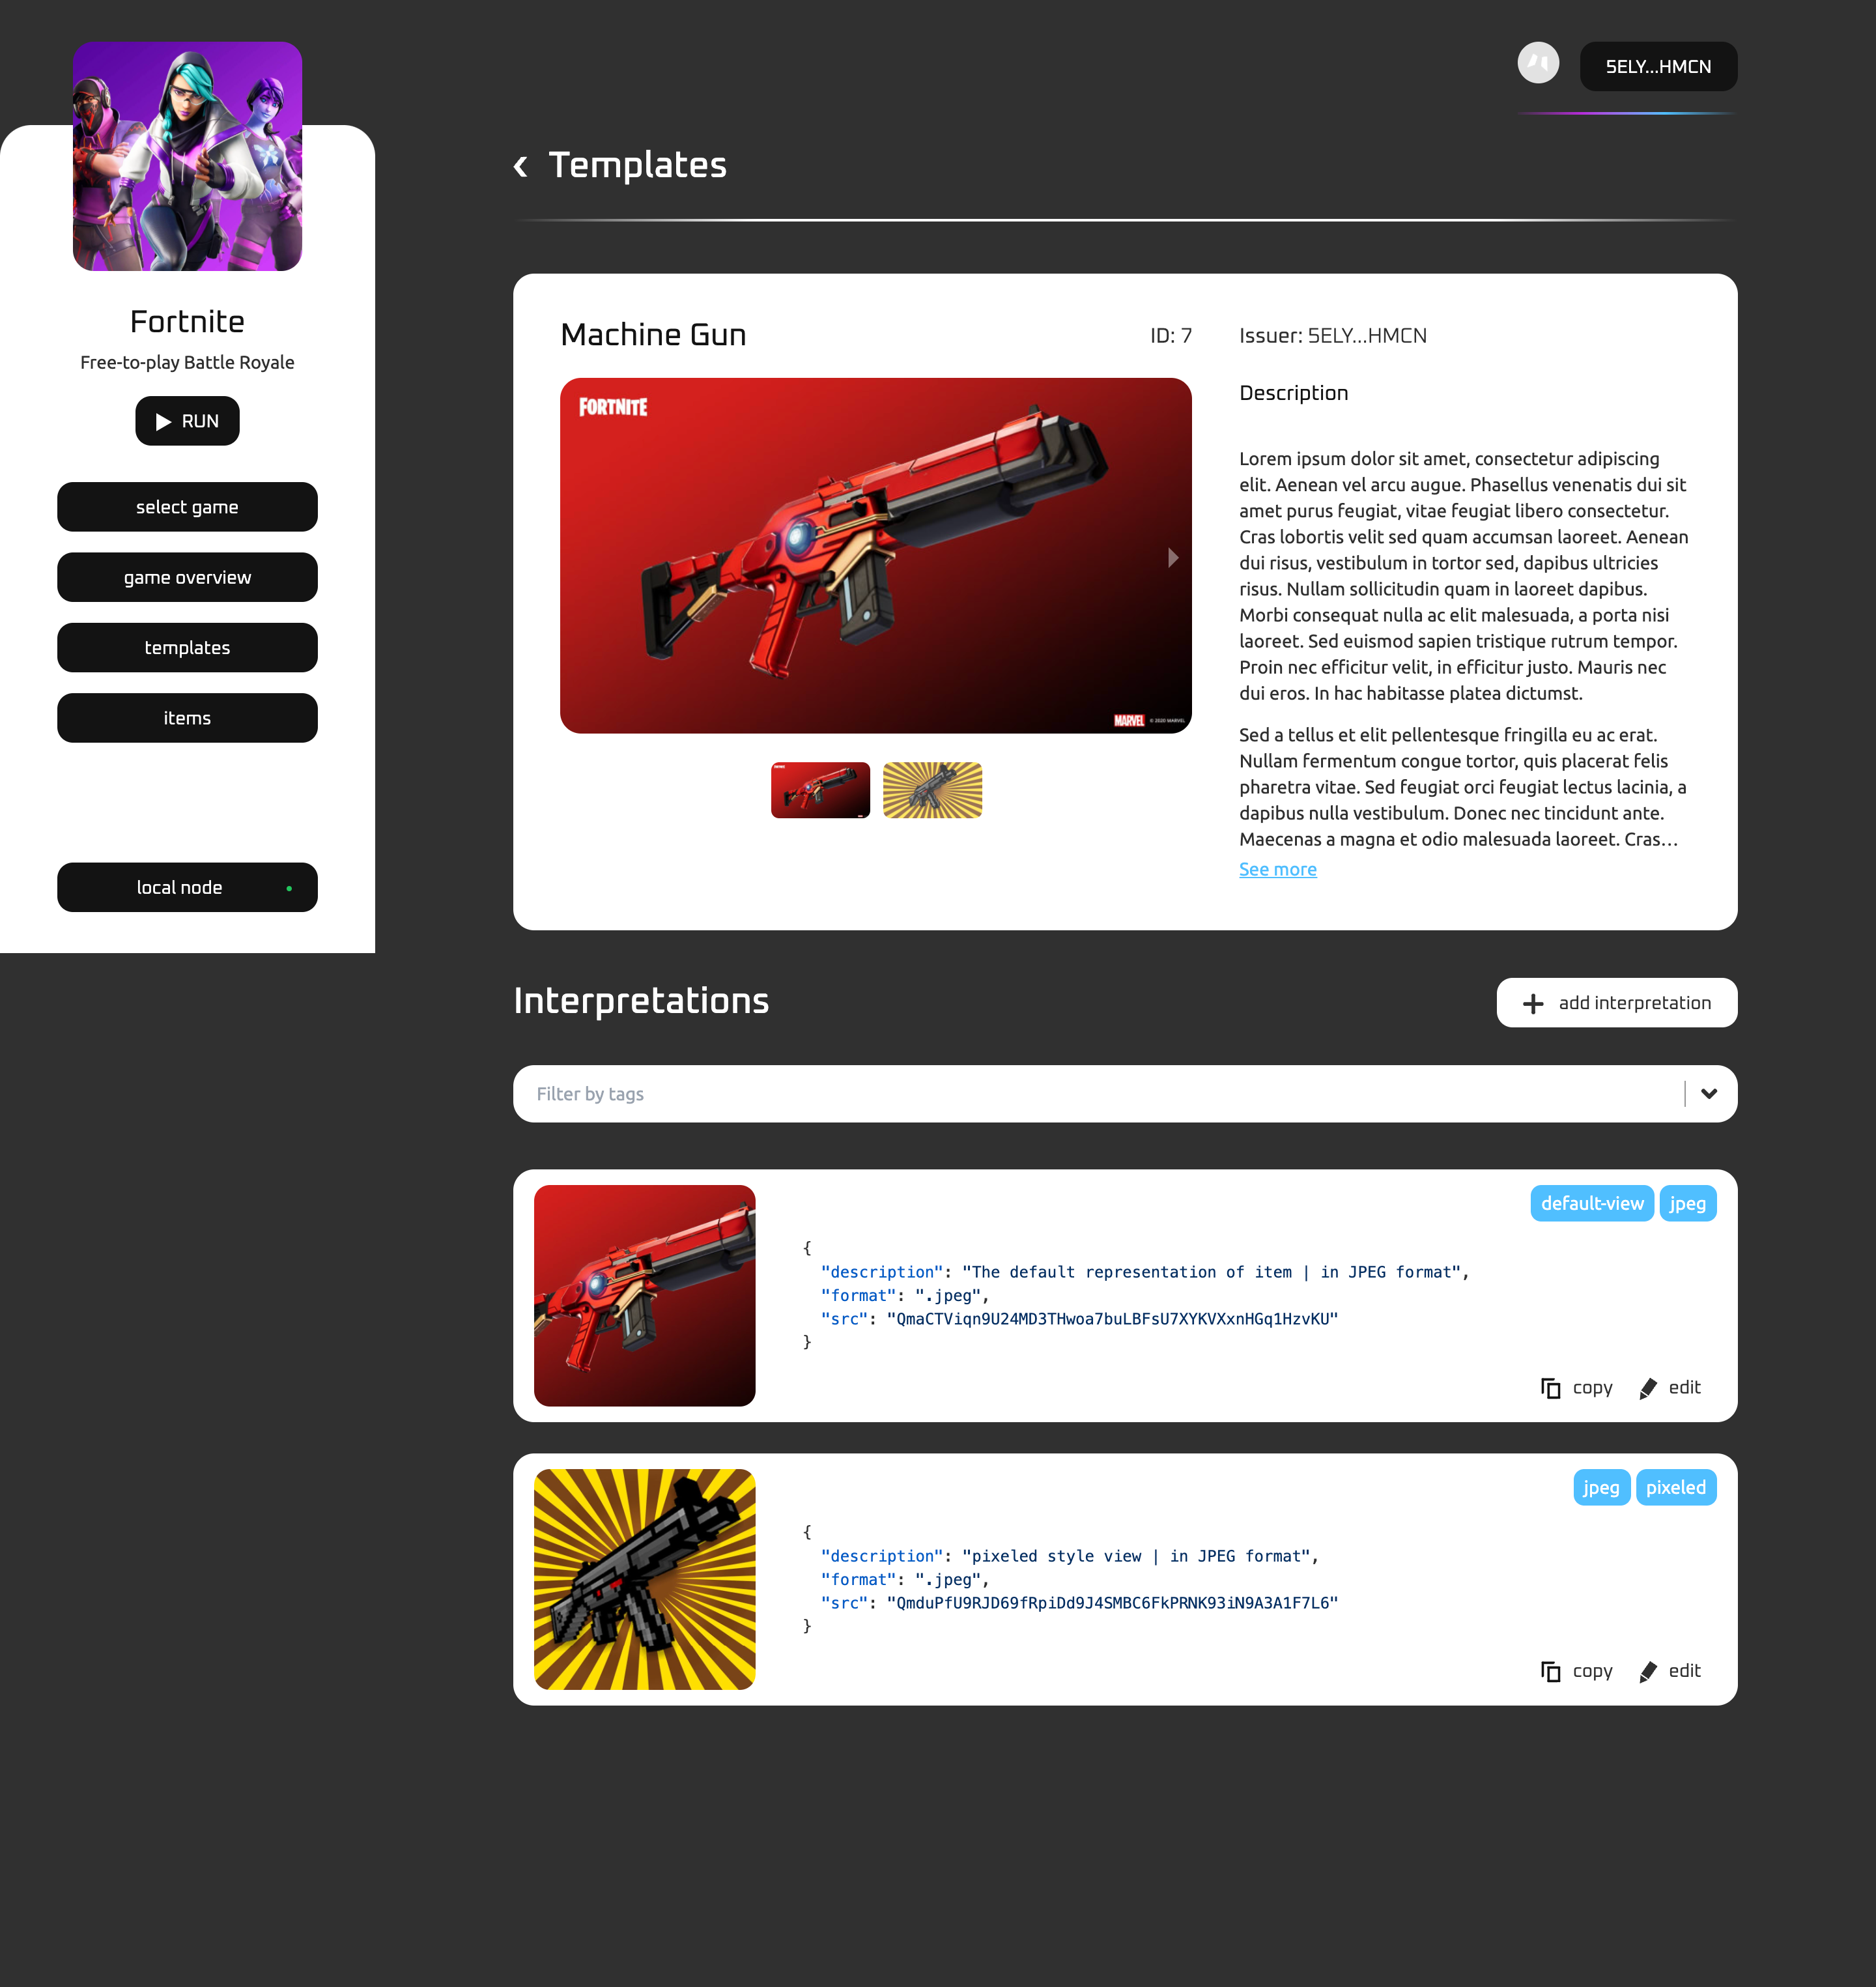 5ELY...HMCN
Templates
Fortnite
Free-to-play Battle Royale
RUN
select game
game overview
templates
items
local node
Machine Gun
ID: 7
FORTNITE
MARVEL © 2020 MARVEL
Issuer: 5ELY...HMCN
Description
Lorem ipsum dolor sit amet, consectetur adipiscing
elit. Aenean vel arcu augue. Phasellus venenatis dui sit
amet purus feugiat, vitae feugiat libero consectetur.
Cras lobortis velit sed quam accumsan laoreet. Aenean
dui risus, vestibulum in tortor sed, dapibus ultricies
risus. Nullam sollicitudin quam in laoreet dapibus.
Morbi consequat nulla ac elit malesuada, a porta nisi
laoreet. Sed euismod sapien tristique rutrum tempor.
Proin nec efficitur velit, in efficitur justo. Mauris nec
dui eros. In hac habitasse platea dictumst.
Sed a tellus et elit pellentesque fringilla eu ac erat.
Nullam fermentum congue tortor, quis placerat felis
pharetra vitae. Sed feugiat orci feugiat lectus lacinia, a
dapibus nulla vestibulum. Donec nec tincidunt ante.
Maecenas a magna et odio malesuada laoreet. Cras...
See more
Interpretations
add interpretation
Filter by tags
default-view jpeg
{
"description": "The default representation of item | in JPEG format",
"format": ".jpeg",
"src": "QmaCTViqn9U24MD3THwoa7buLBFsU7XYKVXxnHGq1HzvKU"
}
copy edit
jpeg pixeled
{
"description": "pixeled style view | in JPEG format",
"format": ".jpeg",
"src": "QmduPfU9RJD69fRpiDd9J4SMBC6FkPRNK93iN9A3A1F7L6"
}
copy edit